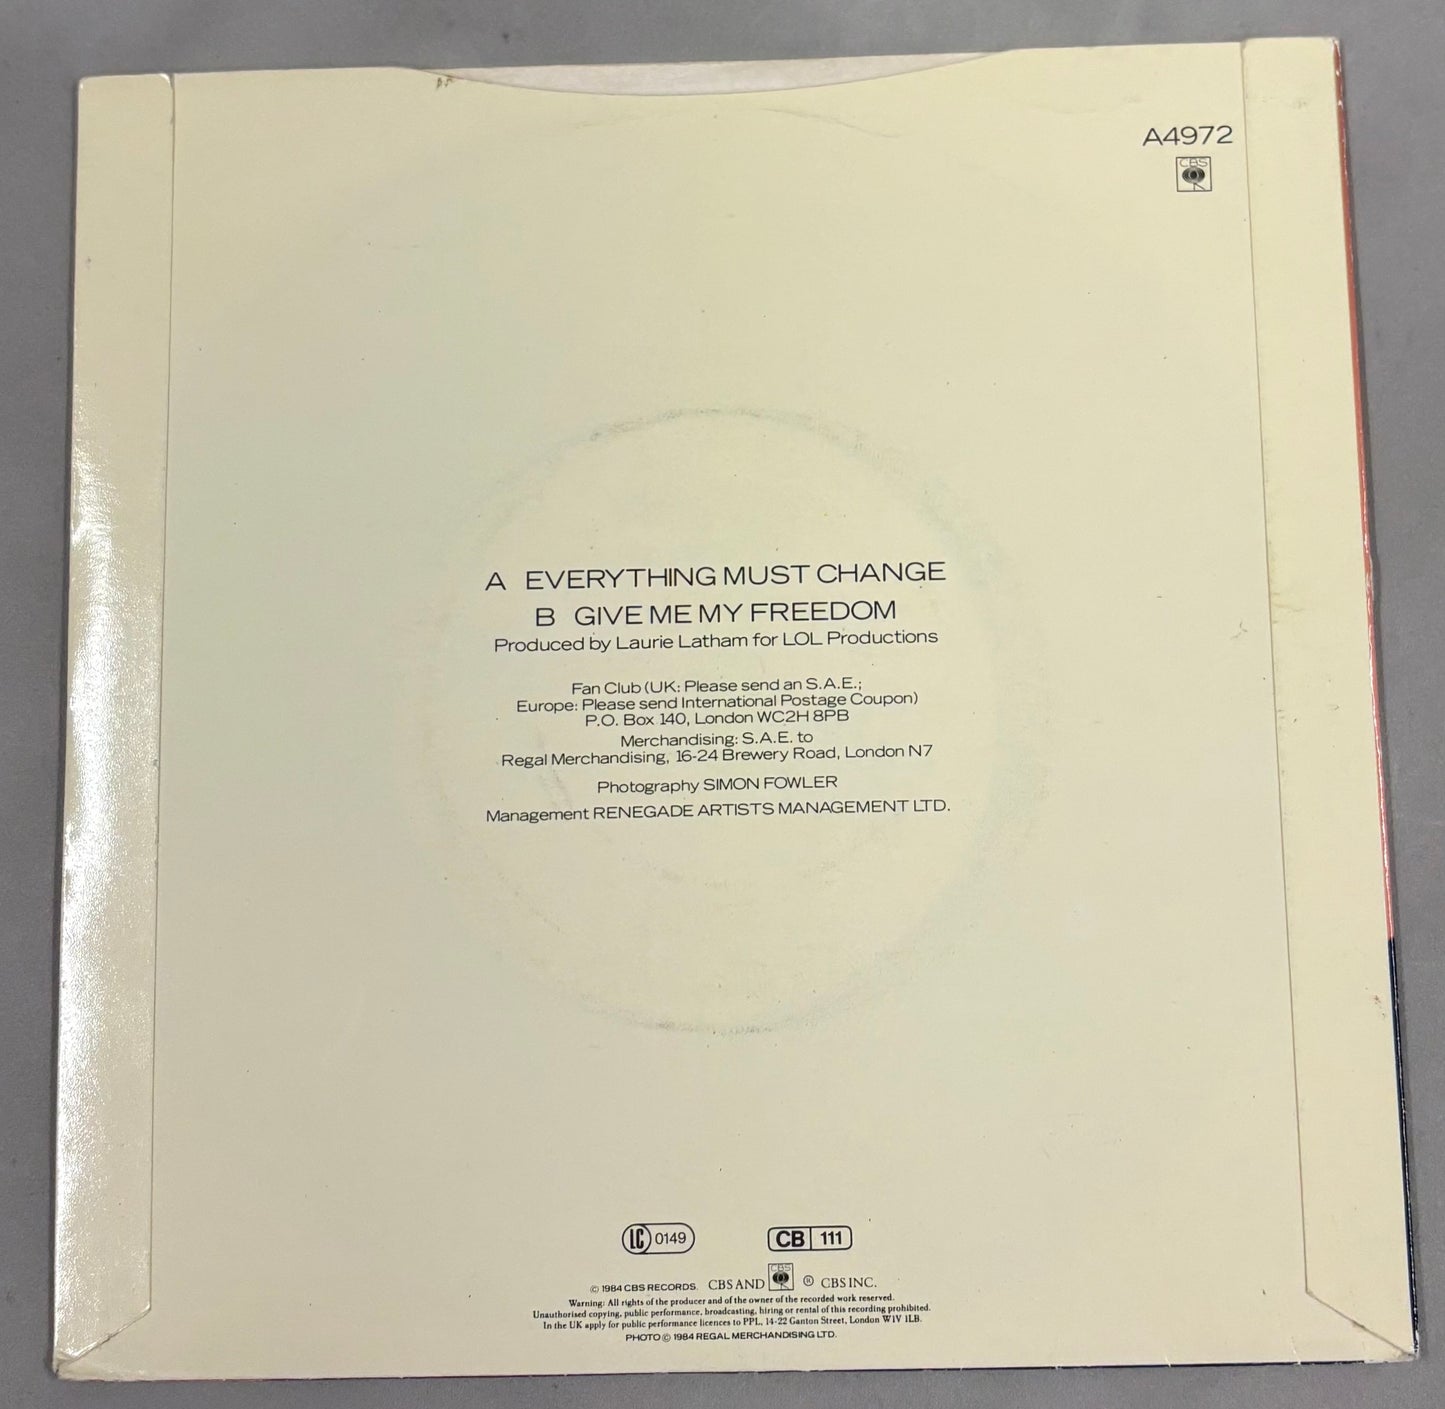 A4972
CBS
A EVERYTHING MUST CHANGE
B GIVE ME MY FREEDOM
Produced by Laurie Latham for LOL Productions
Fan Club (UK: Please send an S.A.E.;
Europe: Please send International Postage Coupon)
P.O. Box 140, London WC2H 8PB
Merchandising: S.A.E. to
Regal Merchandising, 16-24 Brewery Road, London N7
Photography SIMON FOWLER
Management RENEGADE ARTISTS MANAGEMENT LTD.
LC 0149 CB 111
© 1984 CBS RECORDS. CBS AND CBS ® CBS INC.
Warning: All rights of the producer and of the owner of the recorded work reserved.
Unauthorised copying, public performance, broadcasting, hiring or rental of this recording prohibited.
In the UK apply for public performance licences to PPL, 14-22 Ganton Street, London W1V 1LB.
PHOTO © 1984 REGAL MERCHANDISING LTD.